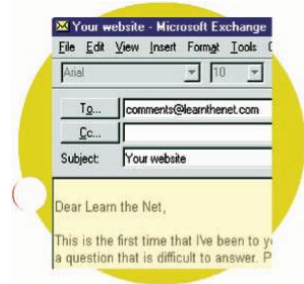 Your website - Microsoft Exchange
File Edit View Insert Format Tools
Arial 10
To... comments@learnthenet.com
Cc...
Subject: Your website
Dear Learn the Net,
This is the first time that I've been to
a question that is difficult to answer.